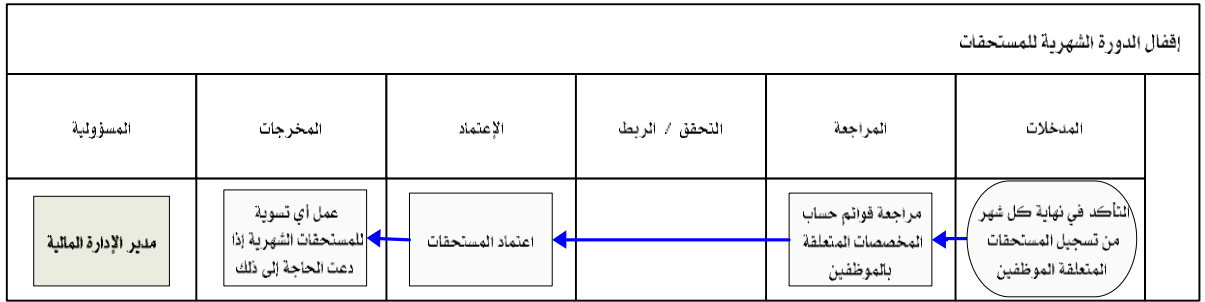 إقفال الدورة الشهرية للمستحقات
المدخلات
المراجعة
التحقق / الربط
الإعتماد
المخرجات
المسؤولية
التأكد في نهاية كل شهر
من تسجيل المستحقات
المتعلقة الموظفين
مراجعة قوائم حساب
المخصصات المتعلقة
بالموظفين
اعتماد المستحقات
عمل أي تسوية
للمستحقات الشهرية إذا
دعت الحاجة إلى ذلك
مدير الإدارة المالية